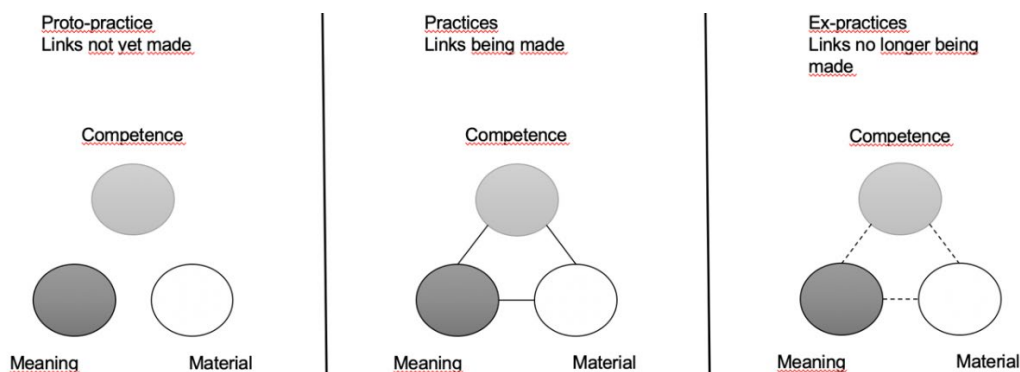 Proto-practice
Links not yet made
Competence
Meaning
Material
Practices
Links being made
Competence
Meaning
Material
Ex-practices
Links no longer being
made
Competence
Meaning
Material